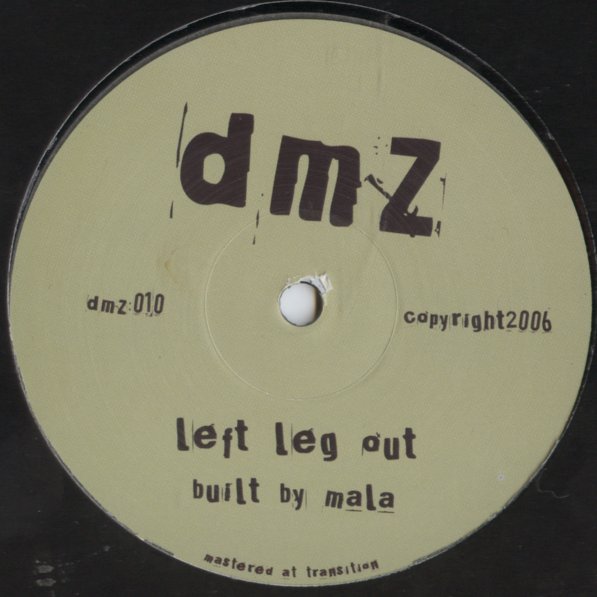 dmz
dmz:010
copyright2006
left leg out
built by mala
mastered at transition